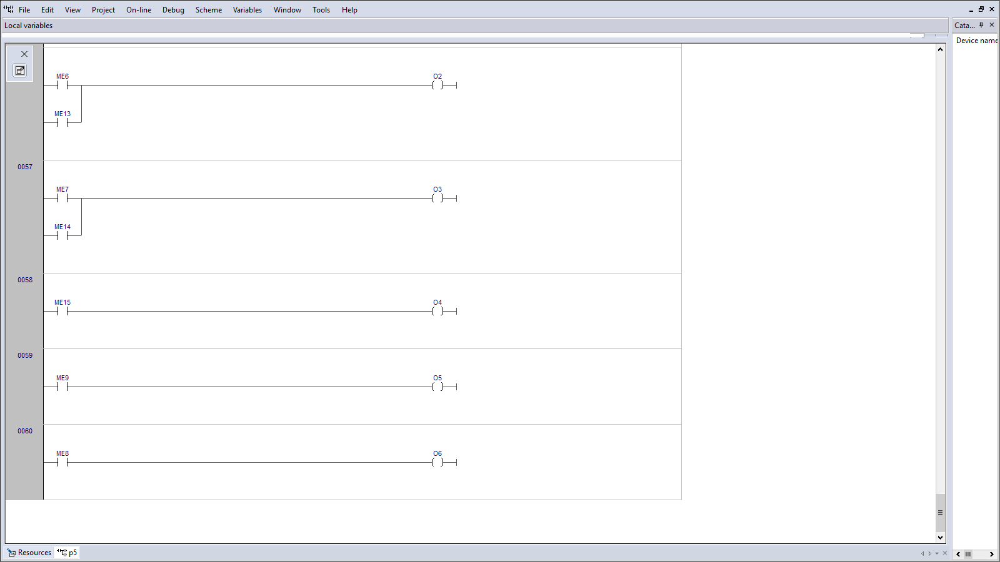 File Edit View Project On-line Debug Scheme Variables Window Tools Help
Local variables
Cata...
Device name
ME6 O2
ME13
0057
ME7 O3
ME14
0058
ME15 O4
0059
ME9 O5
0060
ME8 O6
Resources p5